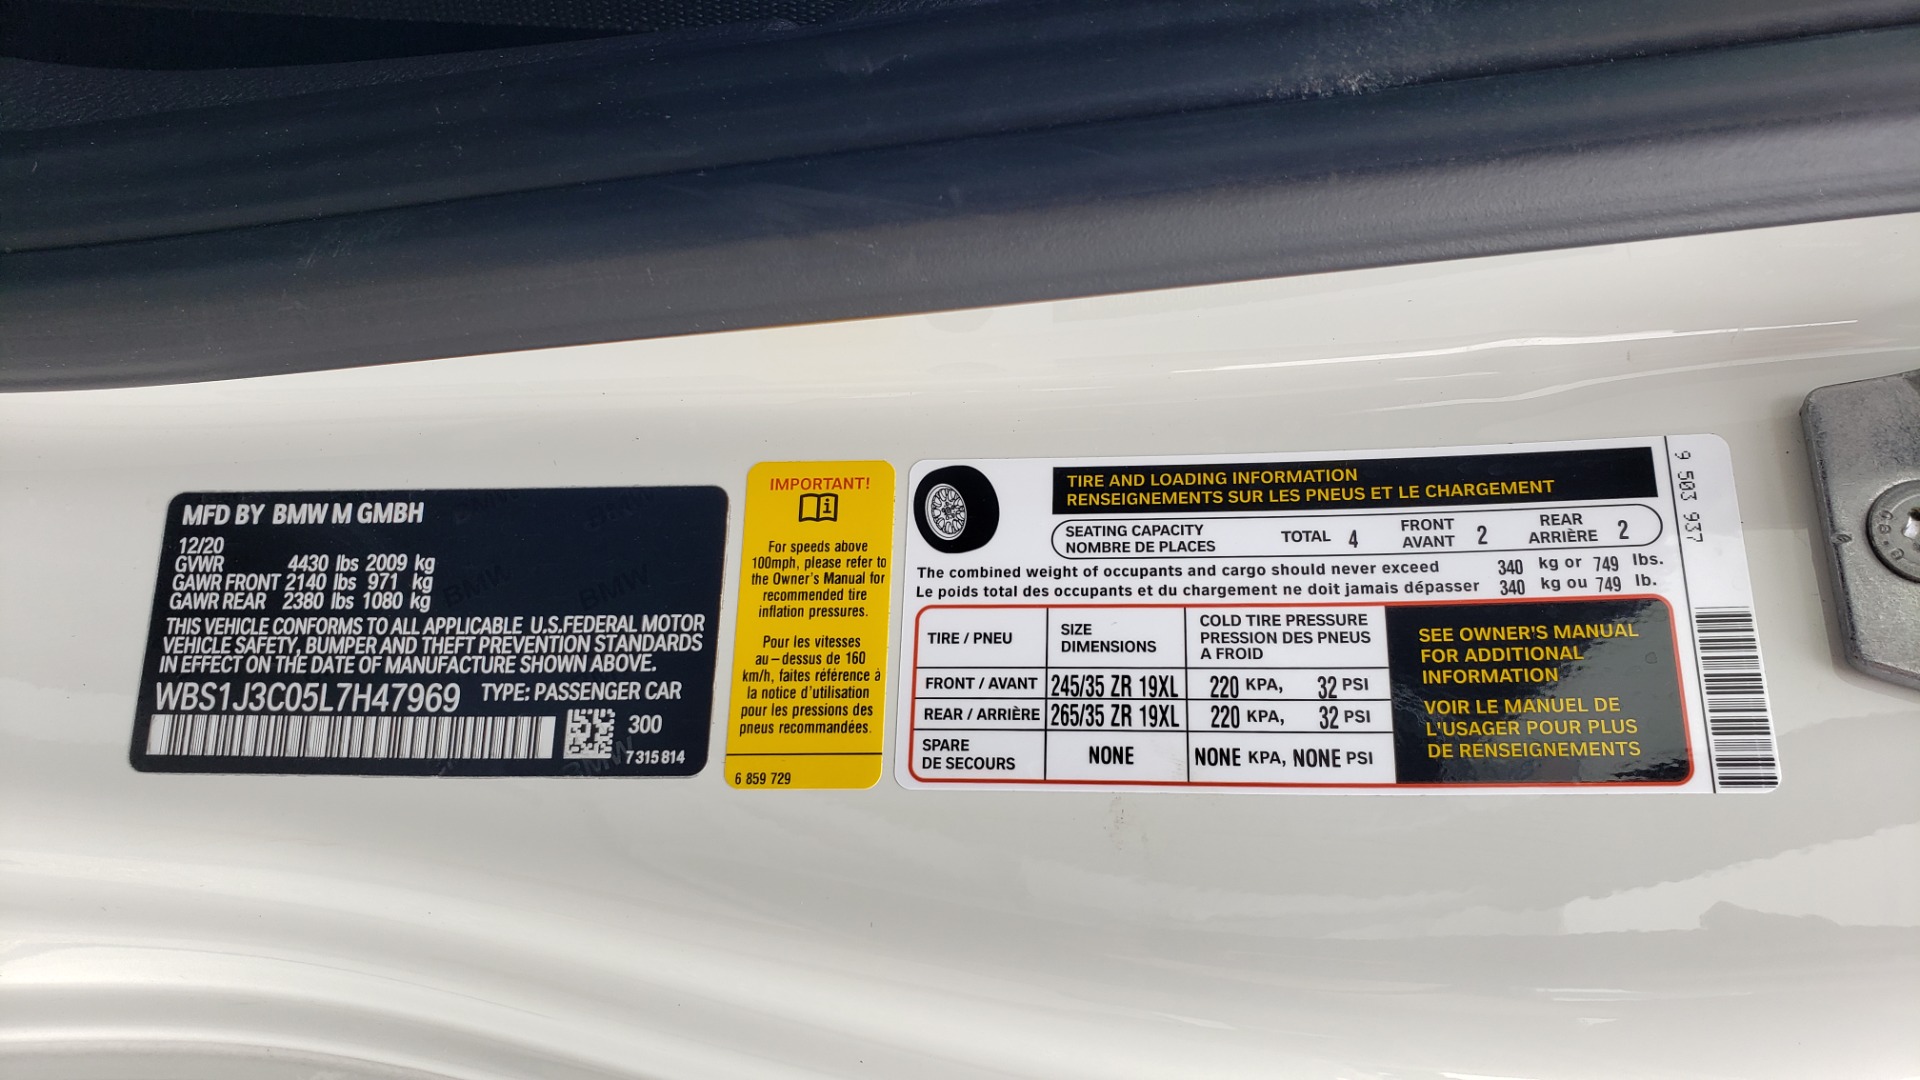 MFD BY BMW M GMBH
12/20
GVWR 4430 lbs 2009 kg
GAWR FRONT 2140 lbs 971 kg
GAWR REAR 2380 lbs 1080 kg
THIS VEHICLE CONFORMS TO ALL APPLICABLE U.S.FEDERAL MOTOR
VEHICLE SAFETY, BUMPER AND THEFT PREVENTION STANDARDS
IN EFFECT ON THE DATE OF MANUFACTURE SHOWN ABOVE.
WBS1J3C05L7H47969 TYPE: PASSENGER CAR
300
7 315 814
IMPORTANT!
For speeds above
100mph, please refer to
the Owner's Manual for
recommended tire
inflation pressures.
Pour les vitesses
au–dessus de 160
km/h, faites référence à
la notice d'utilisation
pour les pressions des
pneus recommandées.
6 859 729
TIRE AND LOADING INFORMATION
RENSEIGNEMENTS SUR LES PNEUS ET LE CHARGEMENT
SEATING CAPACITY
NOMBRE DE PLACES
TOTAL 4
FRONT
AVANT 2
REAR
ARRIÈRE 2
The combined weight of occupants and cargo should never exceed 340 kg or 749 lbs.
Le poids total des occupants et du chargement ne doit jamais dépasser 340 kg ou 749 lb.
TIRE / PNEU
SIZE
DIMENSIONS
COLD TIRE PRESSURE
PRESSION DES PNEUS
A FROID
FRONT / AVANT 245/35 ZR 19XL 220 KPA, 32 PSI
REAR / ARRIÈRE 265/35 ZR 19XL 220 KPA, 32 PSI
SPARE
DE SECOURS
NONE NONE KPA, NONE PSI
SEE OWNER'S MANUAL
FOR ADDITIONAL
INFORMATION
VOIR LE MANUEL DE
L'USAGER POUR PLUS
DE RENSEIGNEMENTS
9 503 937